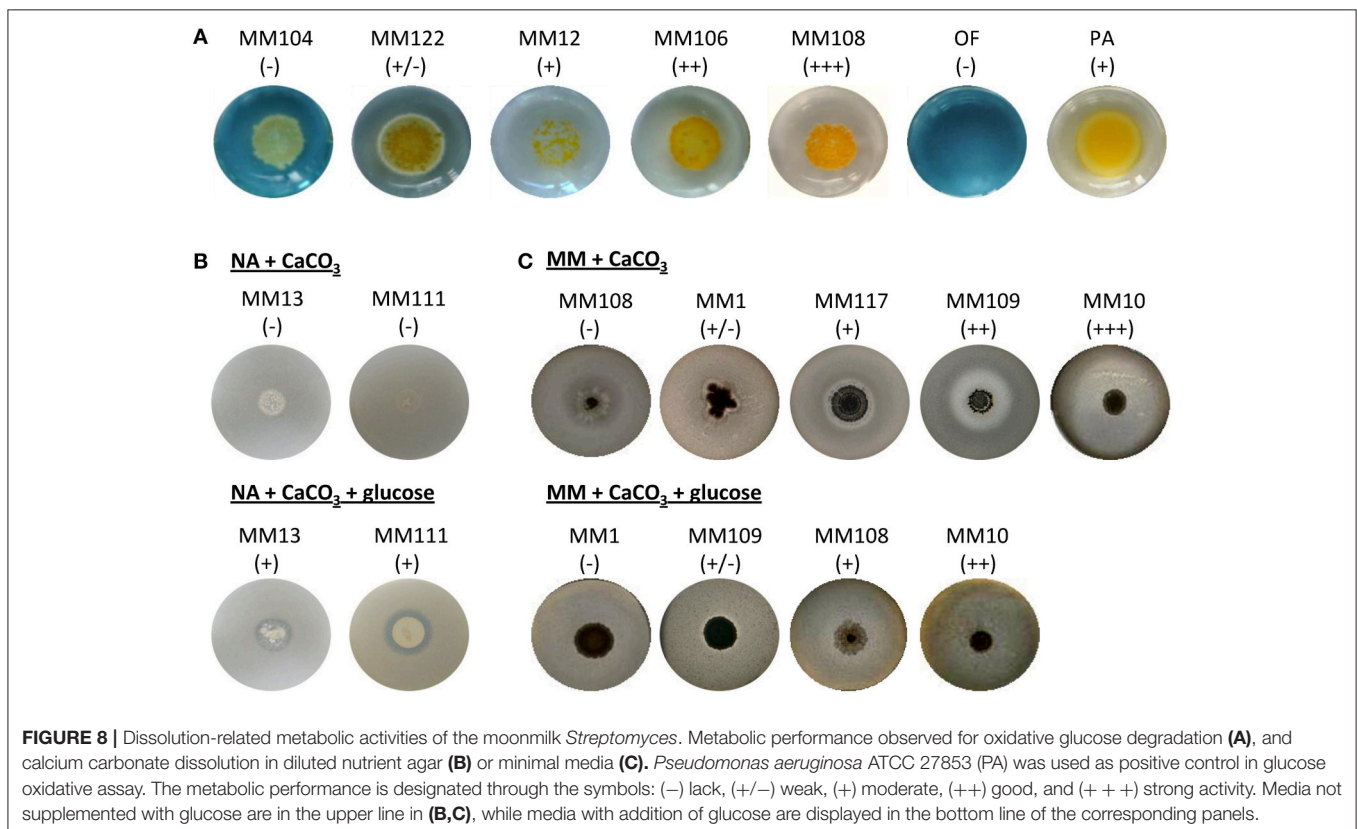 A
MM104 MM122 MM12 MM106 MM108 OF PA
(-) (+/-) (+) (++) (+++) (-) (+)
B NA + CaCO₃
MM13 MM111
(-) (-)
NA + CaCO₃ + glucose
MM13 MM111
(+) (+)
C MM + CaCO₃
MM108 MM1 MM117 MM109 MM10
(-) (+/-) (+) (++) (+++)
MM + CaCO₃ + glucose
MM1 MM109 MM108 MM10
(-) (+/-) (+) (++)
FIGURE 8 | Dissolution-related metabolic activities of the moonmilk Streptomyces. Metabolic performance observed for oxidative glucose degradation (A), and
calcium carbonate dissolution in diluted nutrient agar (B) or minimal media (C). Pseudomonas aeruginosa ATCC 27853 (PA) was used as positive control in glucose
oxidative assay. The metabolic performance is designated through the symbols: (−) lack, (+/−) weak, (+) moderate, (++) good, and (+ + +) strong activity. Media not
supplemented with glucose are in the upper line in (B,C), while media with addition of glucose are displayed in the bottom line of the corresponding panels.